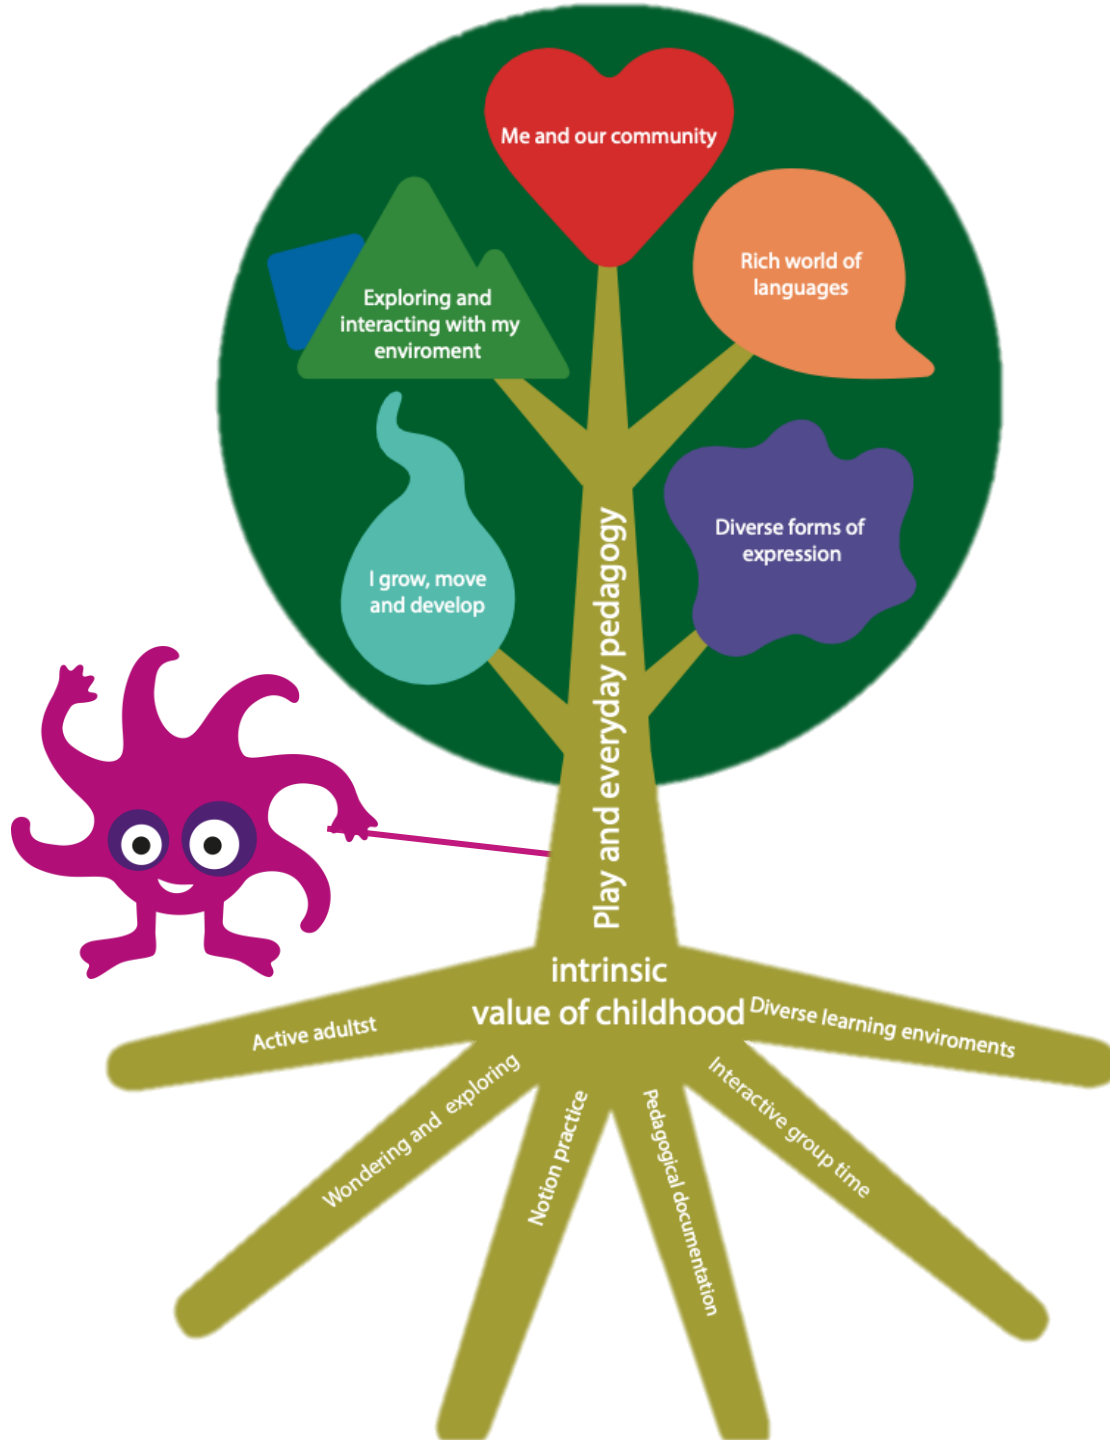 Me and our community
Rich world of
languages
Exploring and
interacting with my
enviroment
Diverse forms of
expression
I grow, move
and develop
Play and everyday pedagogy
intrinsic
value of childhood
Active adultst
Wondering and exploring
Notion practice
Pedagogical documentation
Interactive group time
Diverse learning enviroments